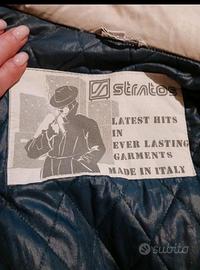 stratos
LATEST HITS
IN
EVER LASTING
GARMENTS
MADE IN ITALY
subito